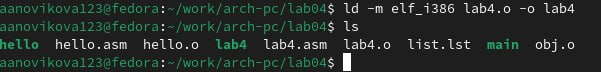 aanovikova123@fedora:~/work/arch-pc/lab04$ ld -m elf_i386 lab4.o -o lab4
aanovikova123@fedora:~/work/arch-pc/lab04$ ls
hello hello.asm hello.o lab4 lab4.asm lab4.o list.lst main obj.o
aanovikova123@fedora:~/work/arch-pc/lab04$